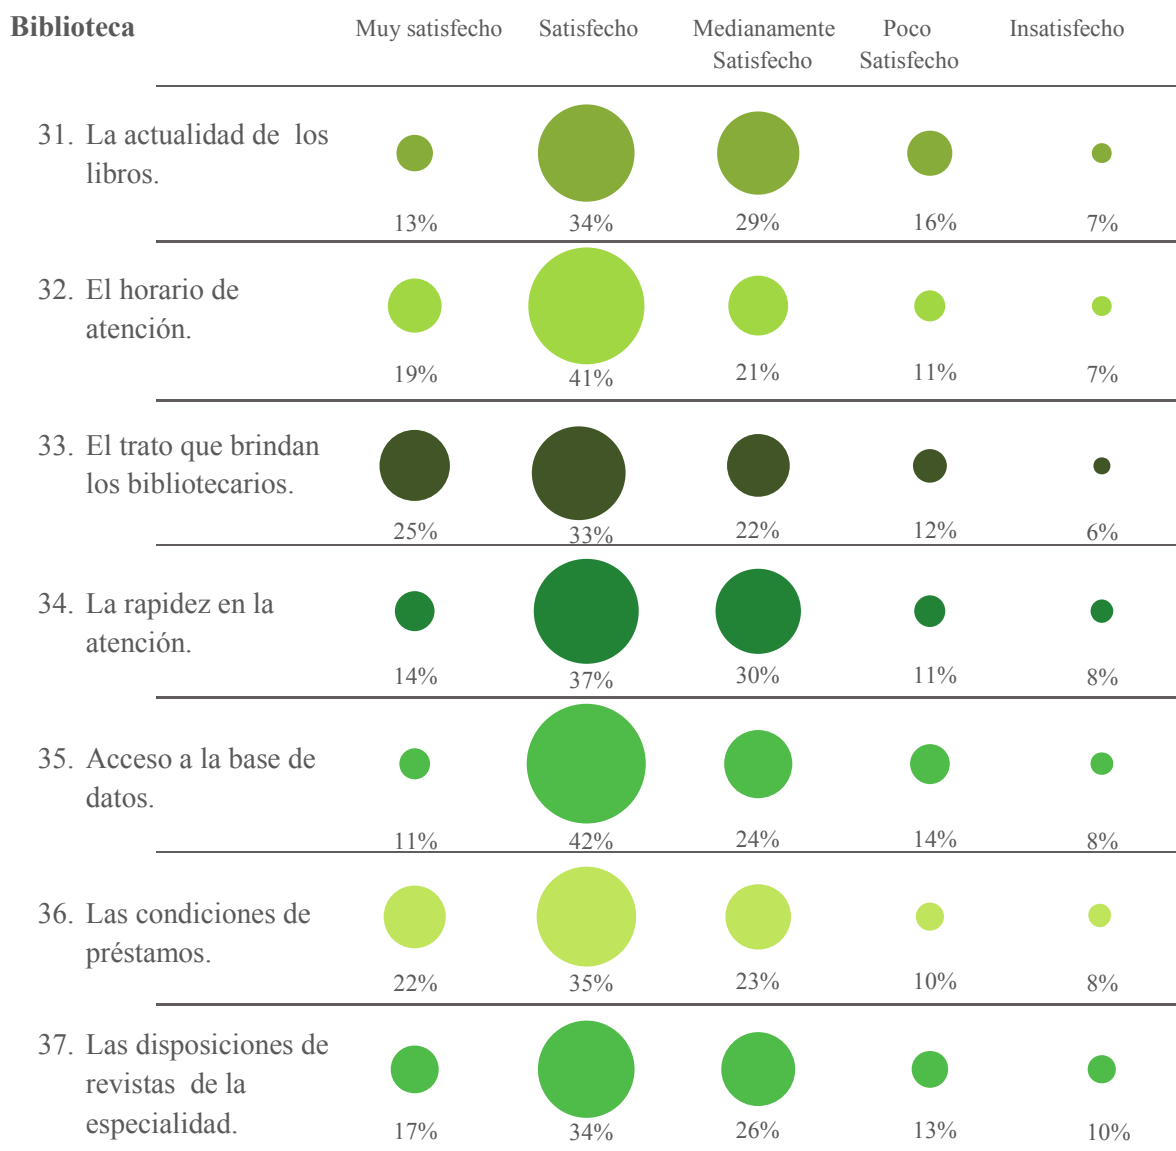 Biblioteca Muy satisfecho Satisfecho Medianamente Satisfecho Poco Satisfecho Insatisfecho
31. La actualidad de los
libros.
13% 34% 29% 16% 7%
32. El horario de
atención.
19% 41% 21% 11% 7%
33. El trato que brindan
los bibliotecarios.
25% 33% 22% 12% 6%
34. La rapidez en la
atención.
14% 37% 30% 11% 8%
35. Acceso a la base de
datos.
11% 42% 24% 14% 8%
36. Las condiciones de
préstamos.
22% 35% 23% 10% 8%
37. Las disposiciones de
revistas de la
especialidad.
17% 34% 26% 13% 10%